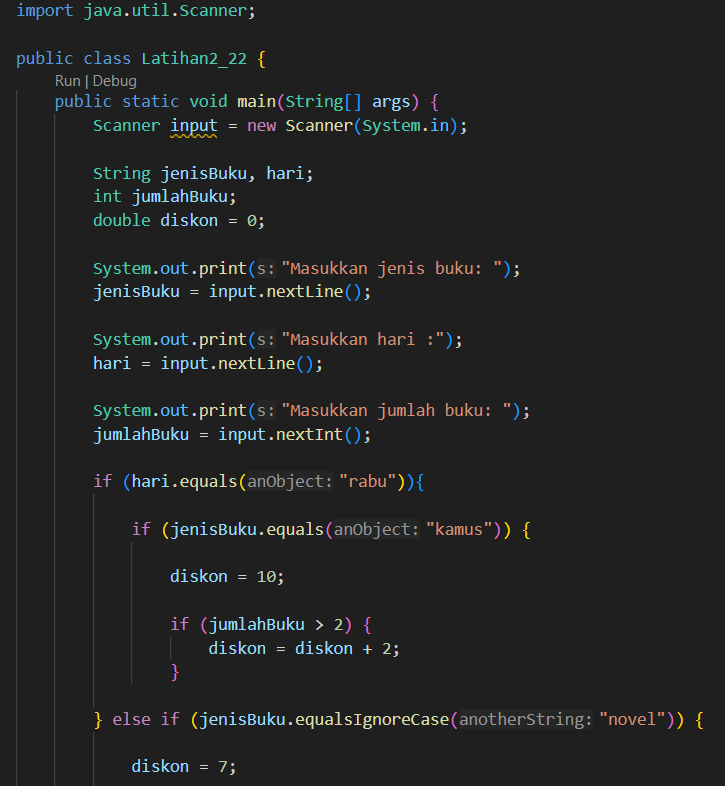 import java.util.Scanner;
public class Latihan2_22 {
Run | Debug
public static void main(String[] args) {
Scanner input = new Scanner(System.in);
String jenisBuku, hari;
int jumlahBuku;
double diskon = 0;
System.out.print(s: "Masukkan jenis buku: ");
jenisBuku = input.nextLine();
System.out.print(s: "Masukkan hari :");
hari = input.nextLine();
System.out.print(s: "Masukkan jumlah buku: ");
jumlahBuku = input.nextInt();
if (hari.equals(anObject: "rabu")){
if (jenisBuku.equals(anObject: "kamus")) {
diskon = 10;
if (jumlahBuku > 2) {
diskon = diskon + 2;
}
} else if (jenisBuku.equalsIgnoreCase(anotherString: "novel")) {
diskon = 7;